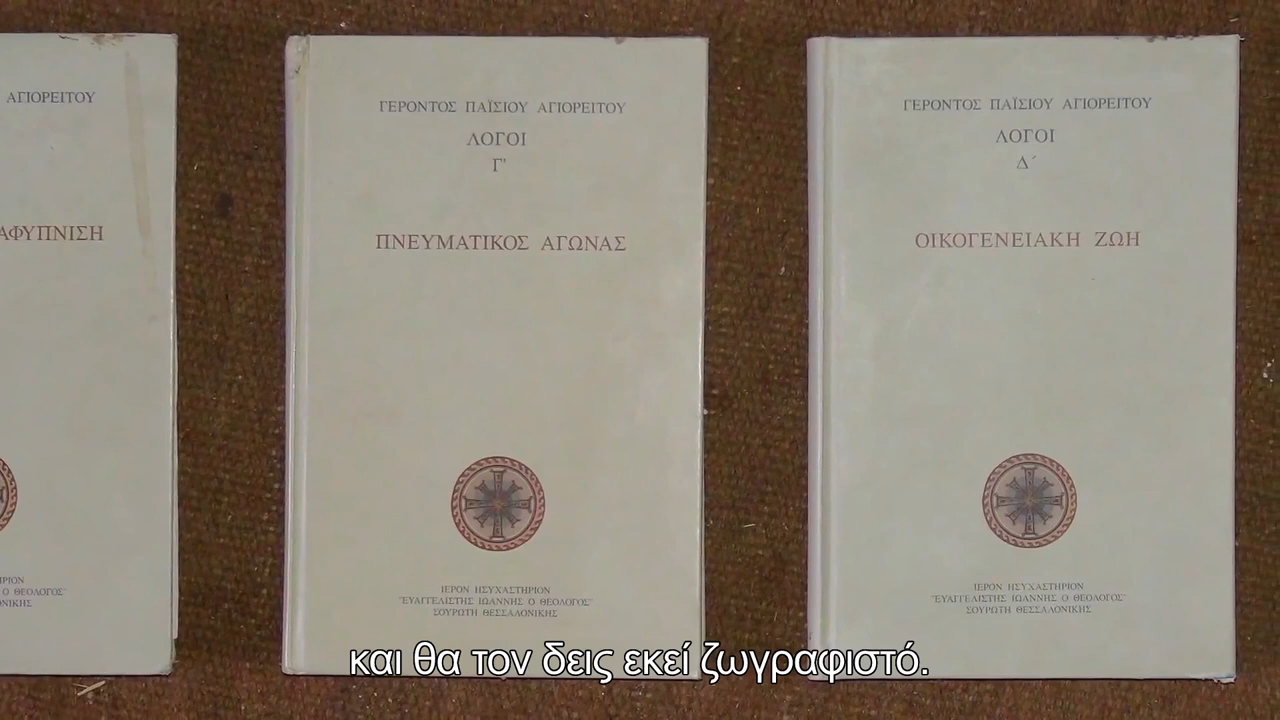 ΑΓΙΟΡΕΙΤΟΥ
ΑΦΥΠΝΙΣΗ
Ο ΘΕΟΛΟΓΟΣ"
ΓΕΡΟΝΤΟΣ ΠΑΪΣΙΟΥ ΑΓΙΟΡΕΙΤΟΥ
ΛΟΓΟΙ
Γ'
ΠΝΕΥΜΑΤΙΚΟΣ ΑΓΩΝΑΣ
ΙΕΡΟΝ ΗΣΥΧΑΣΤΗΡΙΟΝ
"ΕΥΑΓΓΕΛΙΣΤΗΣ ΙΩΑΝΝΗΣ Ο ΘΕΟΛΟΓΟΣ"
ΣΟΥΡΩΤΗ ΘΕΣΣΑΛΟΝΙΚΗΣ
ΓΕΡΟΝΤΟΣ ΠΑΪΣΙΟΥ ΑΓΙΟΡΕΙΤΟΥ
ΛΟΓΟΙ
Δ΄
ΟΙΚΟΓΕΝΕΙΑΚΗ ΖΩΗ
ΙΕΡΟΝ ΗΣΥΧΑΣΤΗΡΙΟΝ
"ΕΥΑΓΓΕΛΙΣΤΗΣ ΙΩΑΝΝΗΣ Ο ΘΕΟΛΟΓΟΣ"
ΣΟΥΡΩΤΗ ΘΕΣΣΑΛΟΝΙΚΗΣ
και θα τον δεις εκεί ζωγραφιστό.